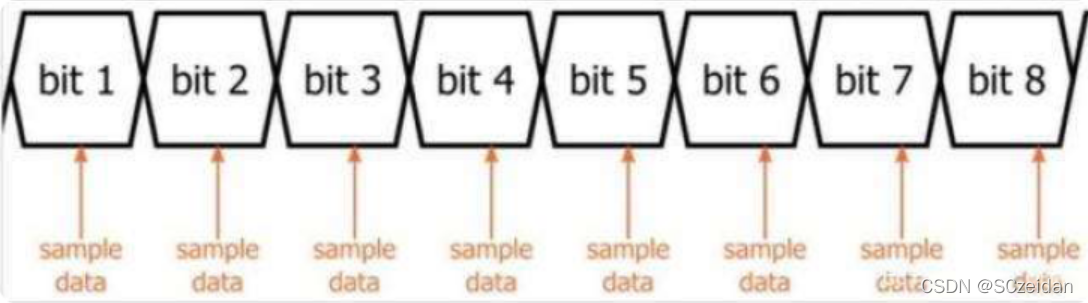 bit 1 bit 2 bit 3 bit 4 bit 5 bit 6 bit 7 bit 8
sample sample sample sample sample sample sample sample
data data data data data data data data
CSDN @SCzeidan